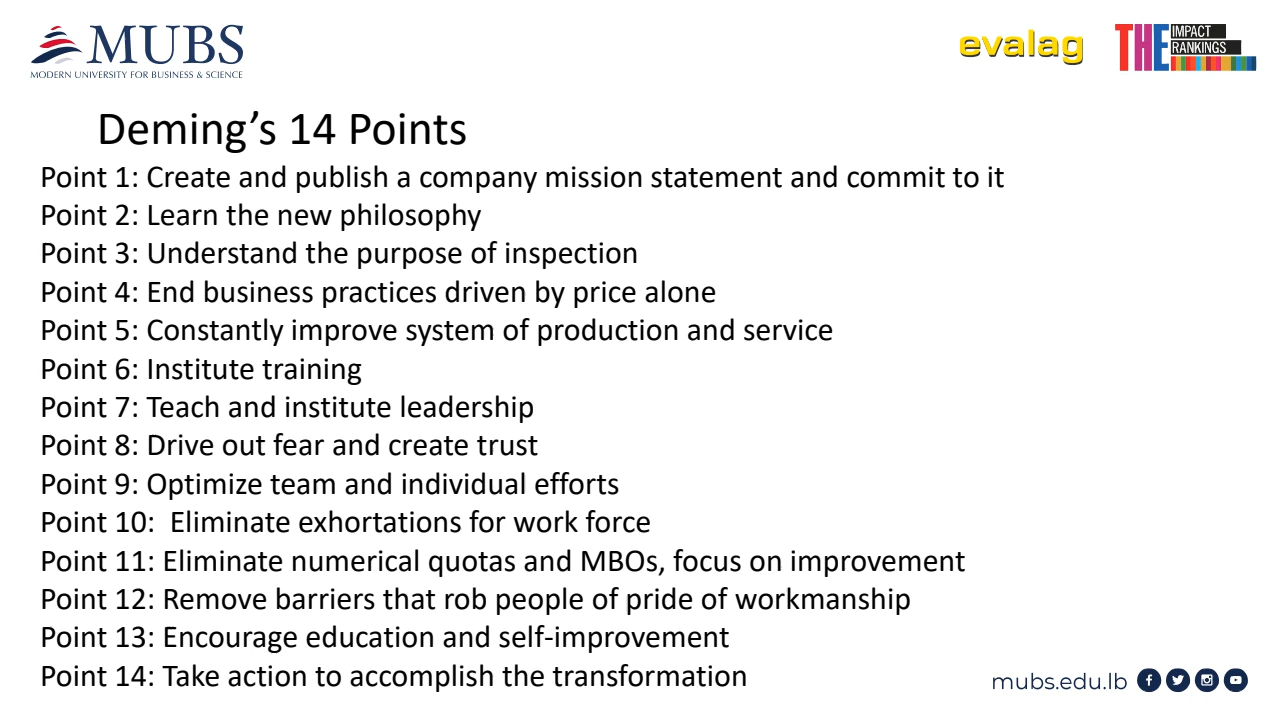 MUBS
MODERN UNIVERSITY FOR BUSINESS & SCIENCE
evalag
THE IMPACT RANKINGS
Deming’s 14 Points
Point 1: Create and publish a company mission statement and commit to it
Point 2: Learn the new philosophy
Point 3: Understand the purpose of inspection
Point 4: End business practices driven by price alone
Point 5: Constantly improve system of production and service
Point 6: Institute training
Point 7: Teach and institute leadership
Point 8: Drive out fear and create trust
Point 9: Optimize team and individual efforts
Point 10:  Eliminate exhortations for work force
Point 11: Eliminate numerical quotas and MBOs, focus on improvement
Point 12: Remove barriers that rob people of pride of workmanship
Point 13: Encourage education and self-improvement
Point 14: Take action to accomplish the transformation
mubs.edu.lb